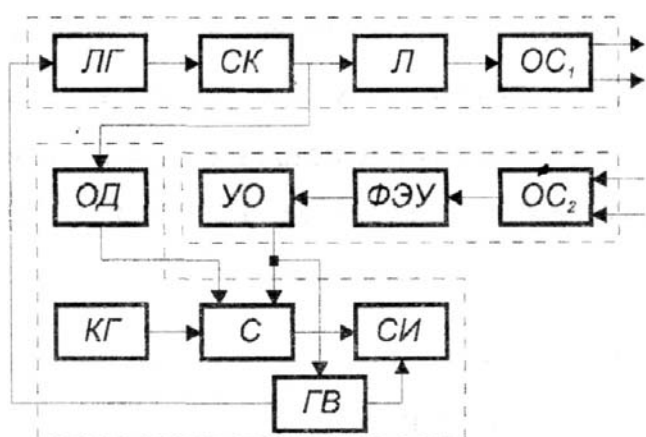 ЛГ СК Л ОС₁
ОД УО ФЭУ ОС₂
КГ С СИ
ГВ